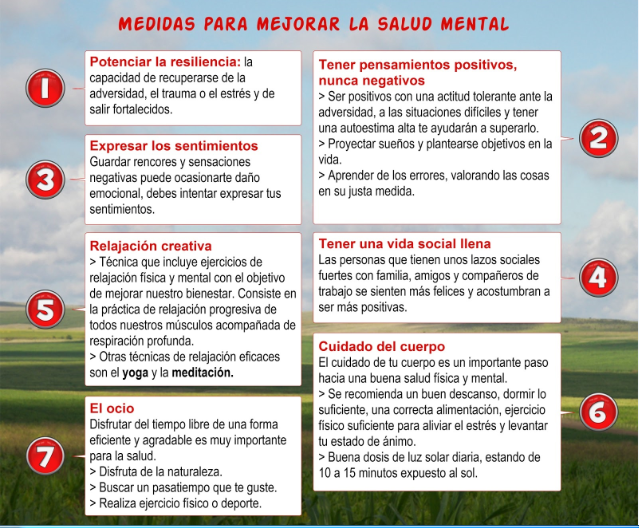 MEDIDAS PARA MEJORAR LA SALUD MENTAL
1
Potenciar la resiliencia: la
capacidad de recuperarse de la
adversidad, el trauma o el estrés y de
salir fortalecidos.
2
Tener pensamientos positivos,
nunca negativos
> Ser positivos con una actitud tolerante ante la
adversidad, a las situaciones difíciles y tener
una autoestima alta te ayudarán a superarlo.
> Proyectar sueños y plantearse objetivos en la
vida.
> Aprender de los errores, valorando las cosas
en su justa medida.
3
Expresar los sentimientos
Guardar rencores y sensaciones
negativas puede ocasionarte daño
emocional, debes intentar expresar tus
sentimientos.
4
Tener una vida social llena
Las personas que tienen unos lazos sociales
fuertes con familia, amigos y compañeros de
trabajo se sienten más felices y acostumbran a
ser más positivas.
5
Relajación creativa
> Técnica que incluye ejercicios de
relajación física y mental con el objetivo
de mejorar nuestro bienestar. Consiste en
la práctica de relajación progresiva de
todos nuestros músculos acompañada de
respiración profunda.
> Otras técnicas de relajación eficaces
son el yoga y la meditación.
6
Cuidado del cuerpo
El cuidado de tu cuerpo es un importante paso
hacia una buena salud física y mental.
> Se recomienda un buen descanso, dormir lo
suficiente, una correcta alimentación, ejercicio
físico suficiente para aliviar el estrés y levantar
tu estado de ánimo.
> Buena dosis de luz solar diaria, estando de
10 a 15 minutos expuesto al sol.
7
El ocio
Disfrutar del tiempo libre de una forma
eficiente y agradable es muy importante
para la salud.
> Disfruta de la naturaleza.
> Buscar un pasatiempo que te guste.
> Realiza ejercicio físico o deporte.